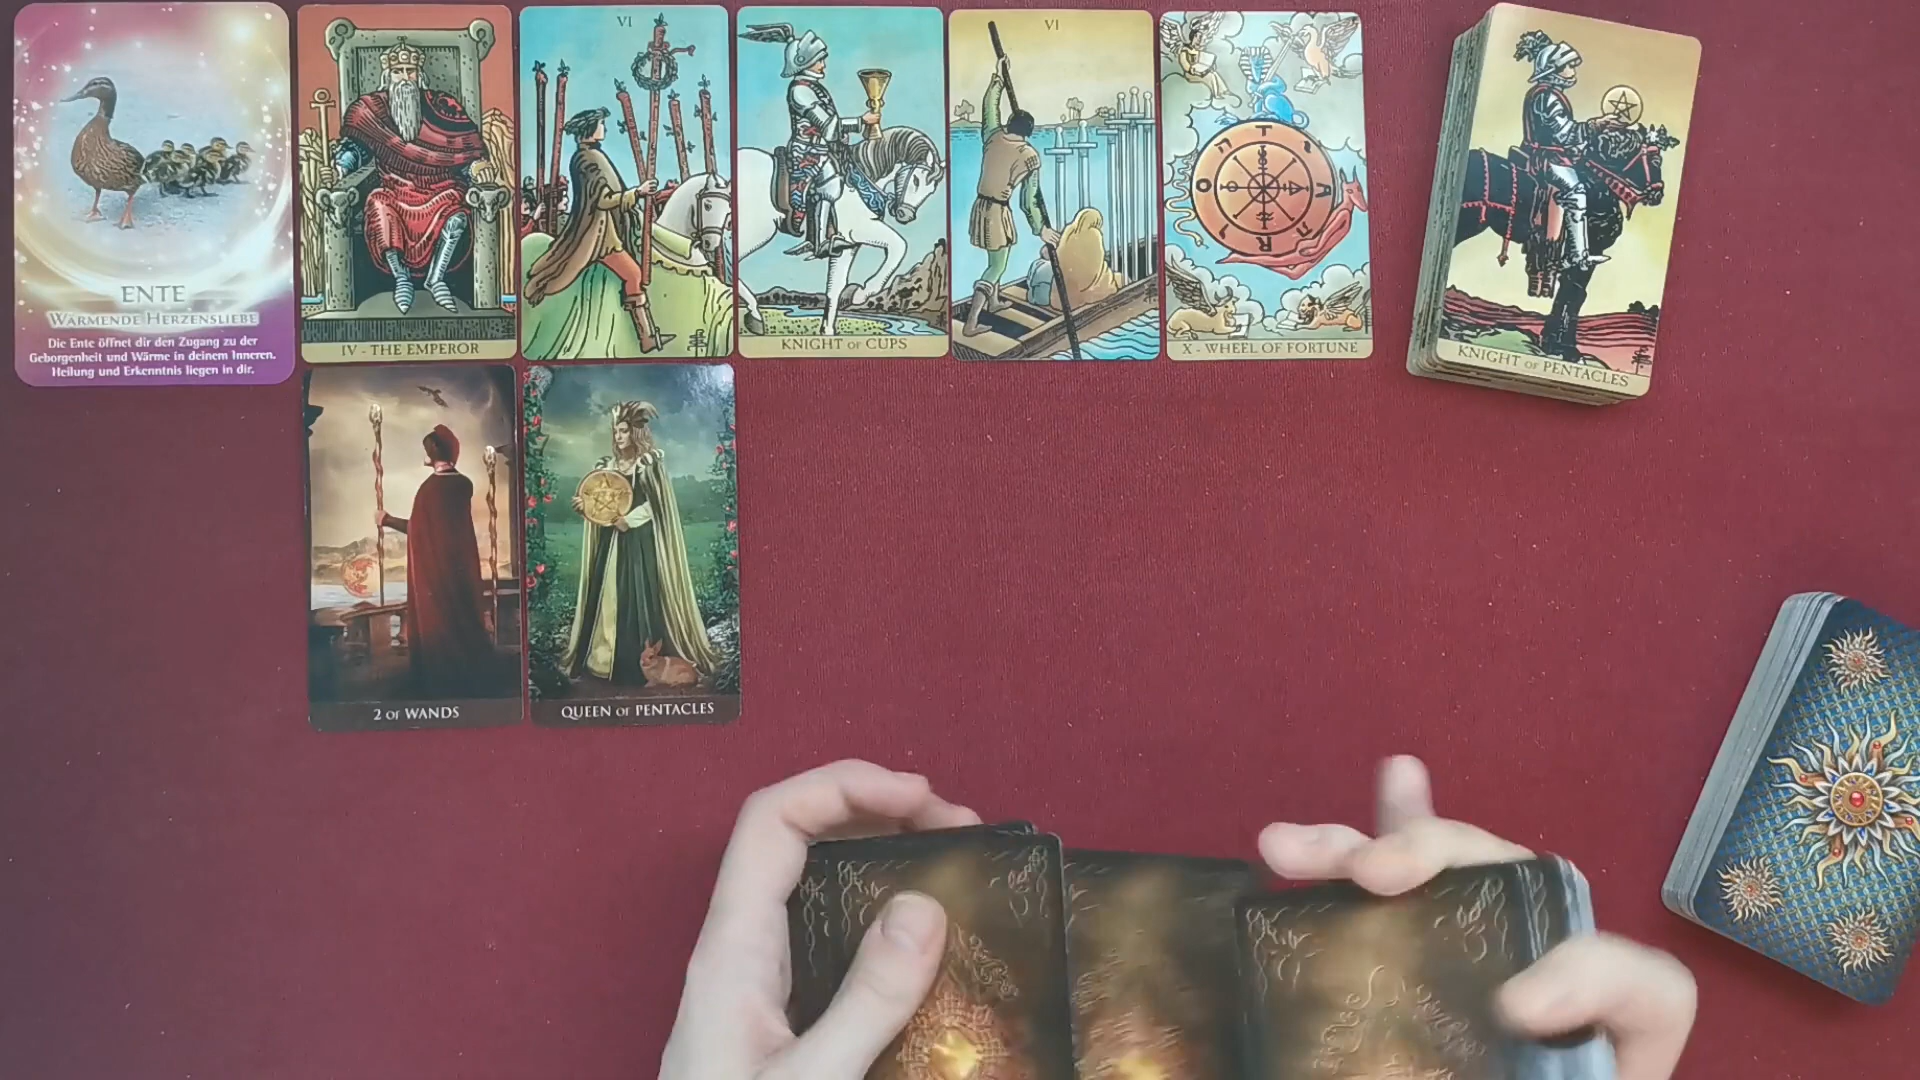 ENTE
WÄRMENDE HERZENSLIEBE
Die Ente öffnet dir den Zugang zu der
Geborgenheit und Wärme in deinem Inneren.
Heilung und Erkenntnis liegen in dir.
IV - THE EMPEROR
VI
KNIGHT OF CUPS
VI
T
A
R
O
X - WHEEL OF FORTUNE
KNIGHT OF PENTACLES
2 OF WANDS
QUEEN OF PENTACLES